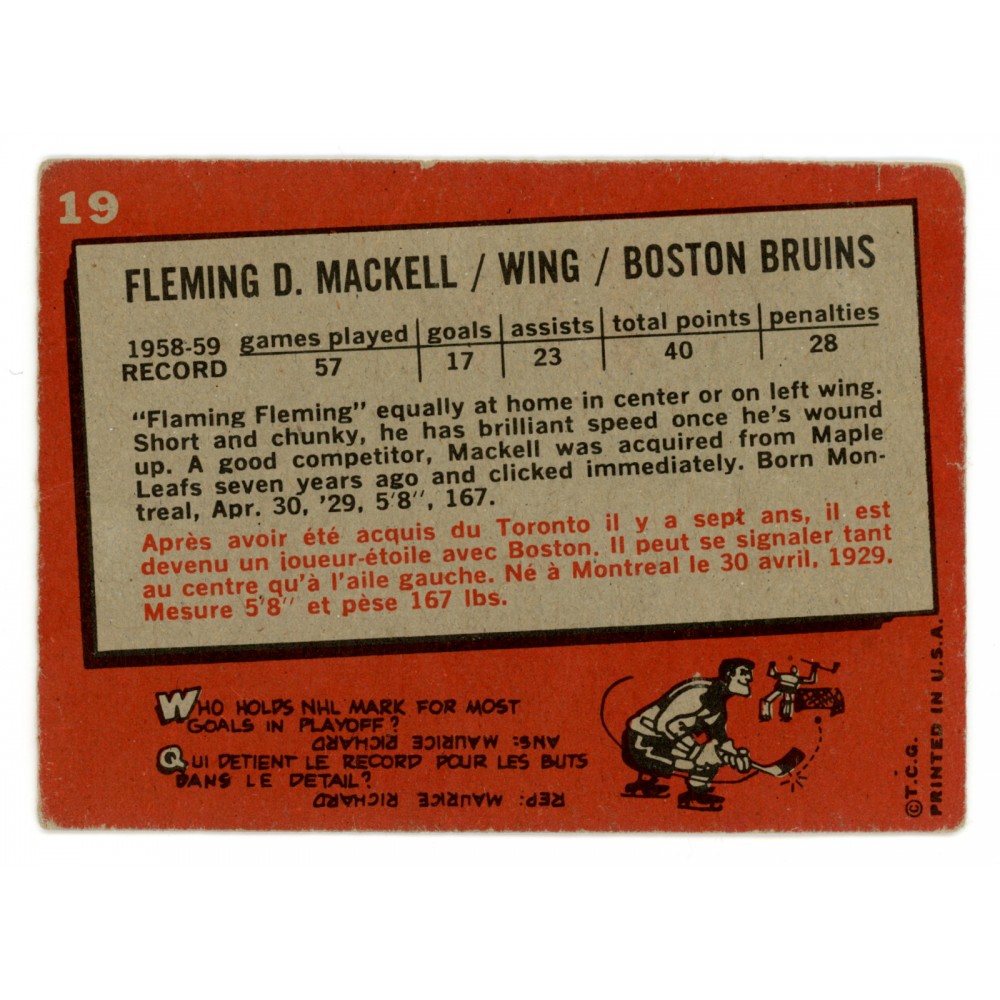 19
FLEMING D. MACKELL / WING / BOSTON BRUINS
1958-59 RECORD games played goals assists total points penalties
57 17 23 40 28
"Flaming Fleming" equally at home in center or on left wing.
Short and chunky, he has brilliant speed once he's wound
up. A good competitor, Mackell was acquired from Maple
Leafs seven years ago and clicked immediately. Born Mon-
treal, Apr. 30, '29, 5'8", 167.
Après avoir été acquis du Toronto il y a sept ans, il est
devenu un joueur-étoile avec Boston. Il peut se signaler tant
au centre qu'à l'aile gauche. Né à Montreal le 30 avril, 1929.
Mesure 5'8" et pèse 167 lbs.
WHO HOLDS NHL MARK FOR MOST
GOALS IN PLAYOFF?
ANS: MAURICE RICHARD
QUI DETIENT LE RECORD POUR LES BUTS
DANS LE DETAIL?
REP: MAURICE RICHARD
© T.C.G.
PRINTED IN U.S.A.